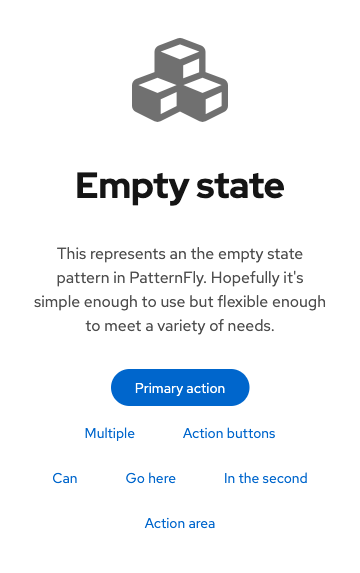 Empty state
This represents an the empty state
pattern in PatternFly. Hopefully it's
simple enough to use but flexible enough
to meet a variety of needs.
Primary action
Multiple Action buttons
Can Go here In the second
Action area